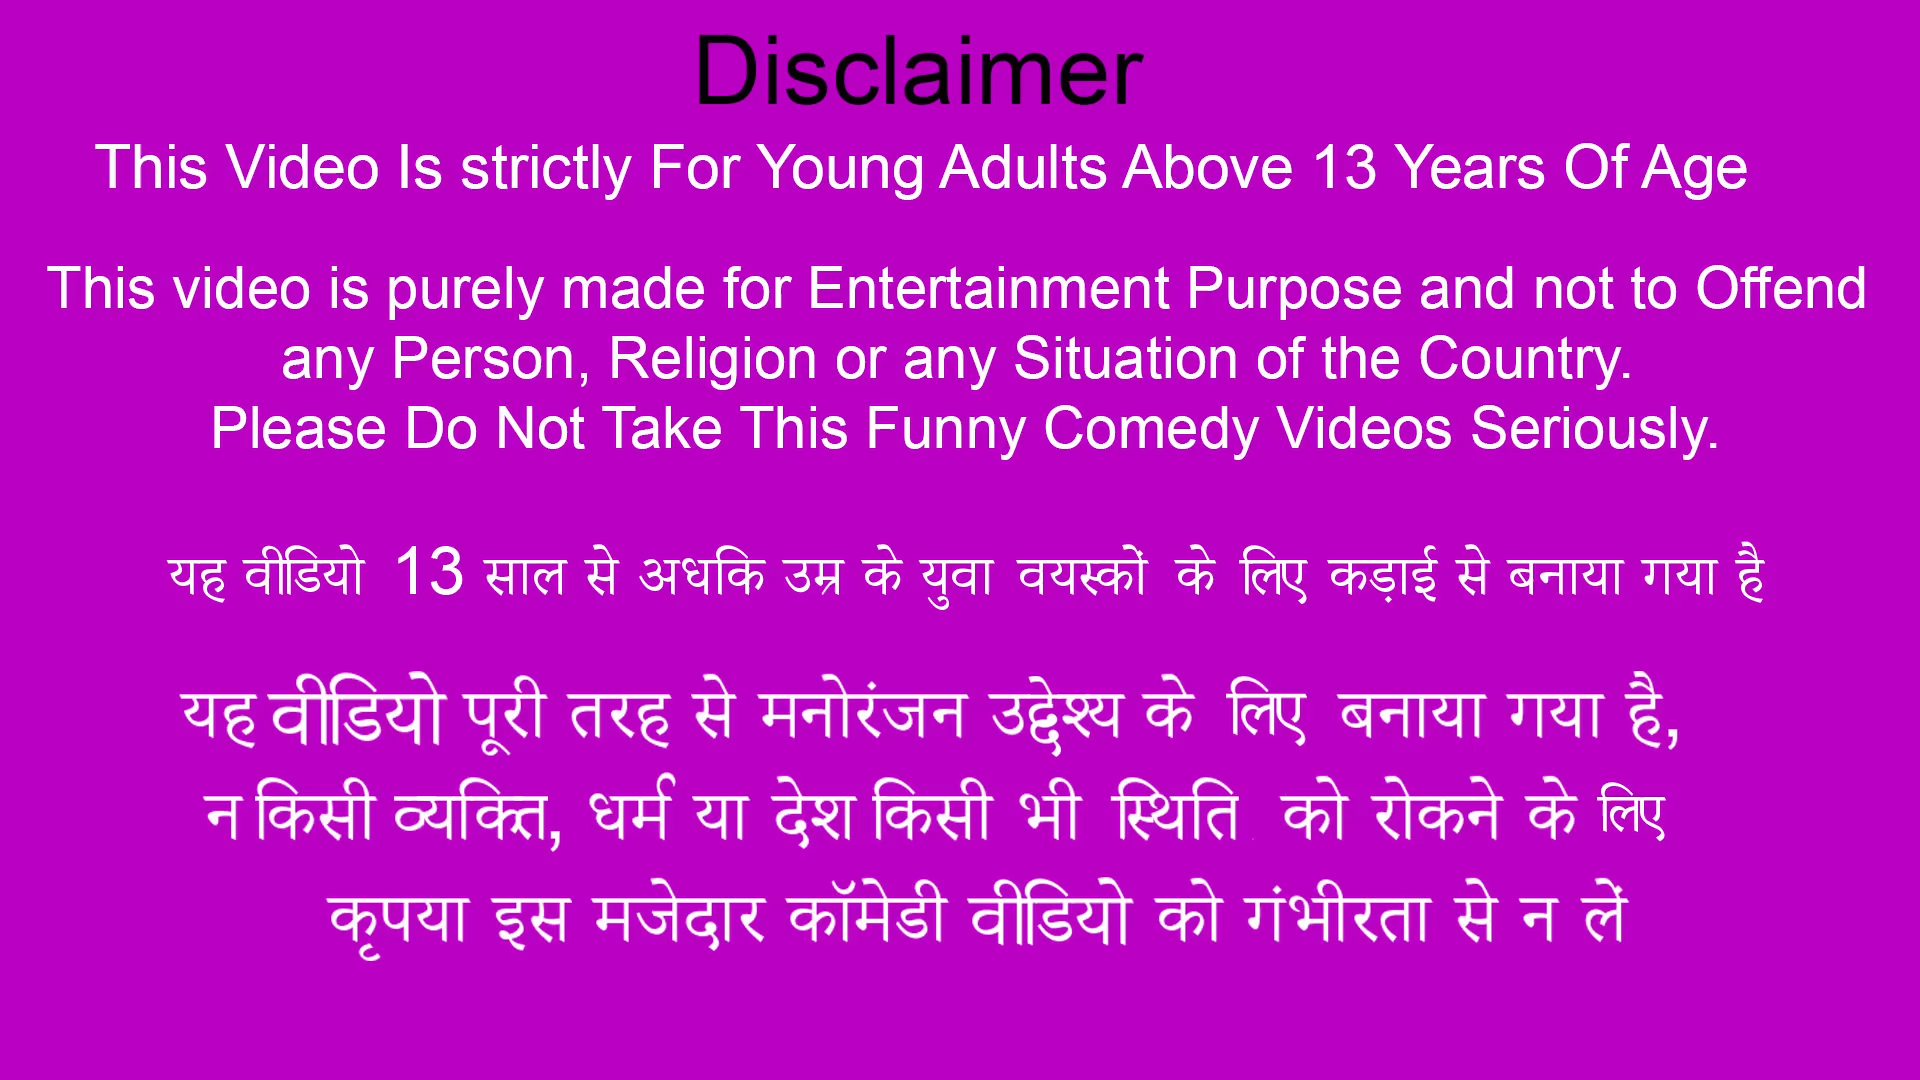 Disclaimer
This Video Is strictly For Young Adults Above 13 Years Of Age
This video is purely made for Entertainment Purpose and not to Offend
any Person, Religion or any Situation of the Country.
Please Do Not Take This Funny Comedy Videos Seriously.
यह वीडियो 13 साल से अधकि उम्र के युवा वयस्कों के लिए कड़ाई से बनाया गया है
यह वीडियो पूरी तरह से मनोरंजन उद्देश्य के लिए बनाया गया है,
न किसी व्यक्ति, धर्म या देश किसी भी स्थिति को रोकने के लिए
कृपया इस मजेदार कॉमेडी वीडियो को गंभीरता से न लें